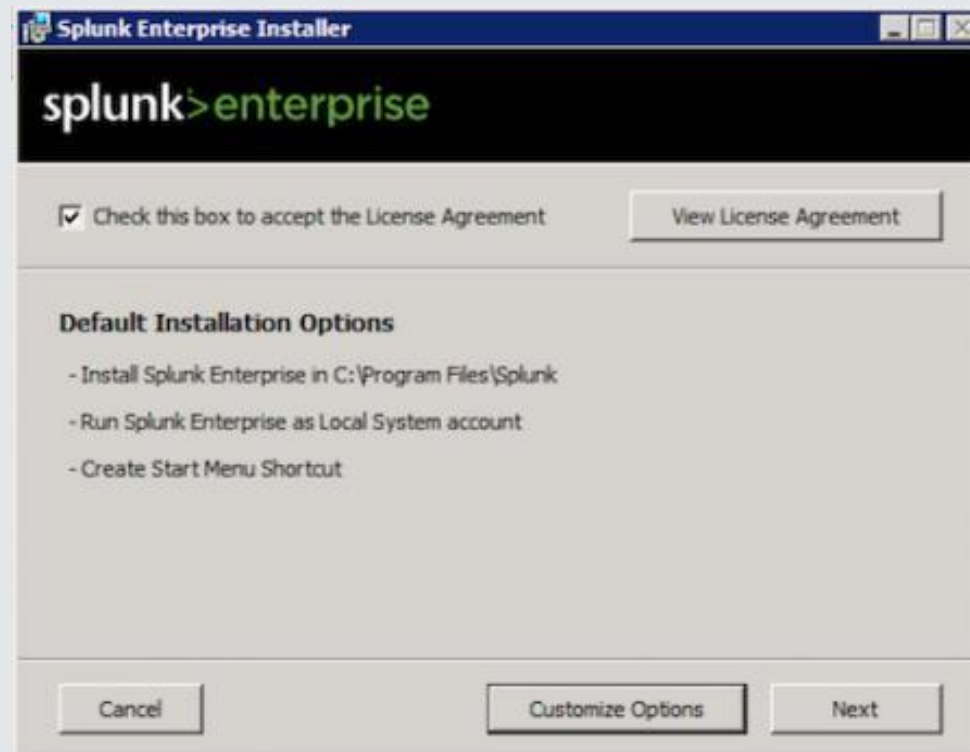 Splunk Enterprise Installer
splunk>enterprise
Check this box to accept the License Agreement
View License Agreement
Default Installation Options
- Install Splunk Enterprise in C:\Program Files\Splunk
- Run Splunk Enterprise as Local System account
- Create Start Menu Shortcut
Cancel
Customize Options
Next